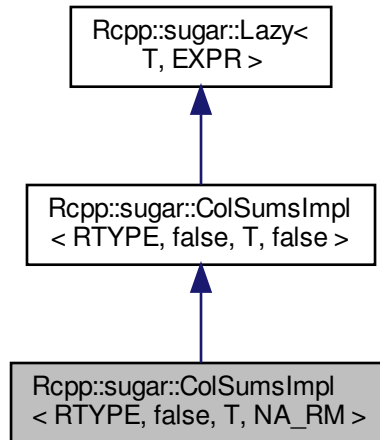 Rcpp::sugar::Lazy<
T, EXPR >
Rcpp::sugar::ColSumsImpl
< RTYPE, false, T, false >
Rcpp::sugar::ColSumsImpl
< RTYPE, false, T, NA_RM >